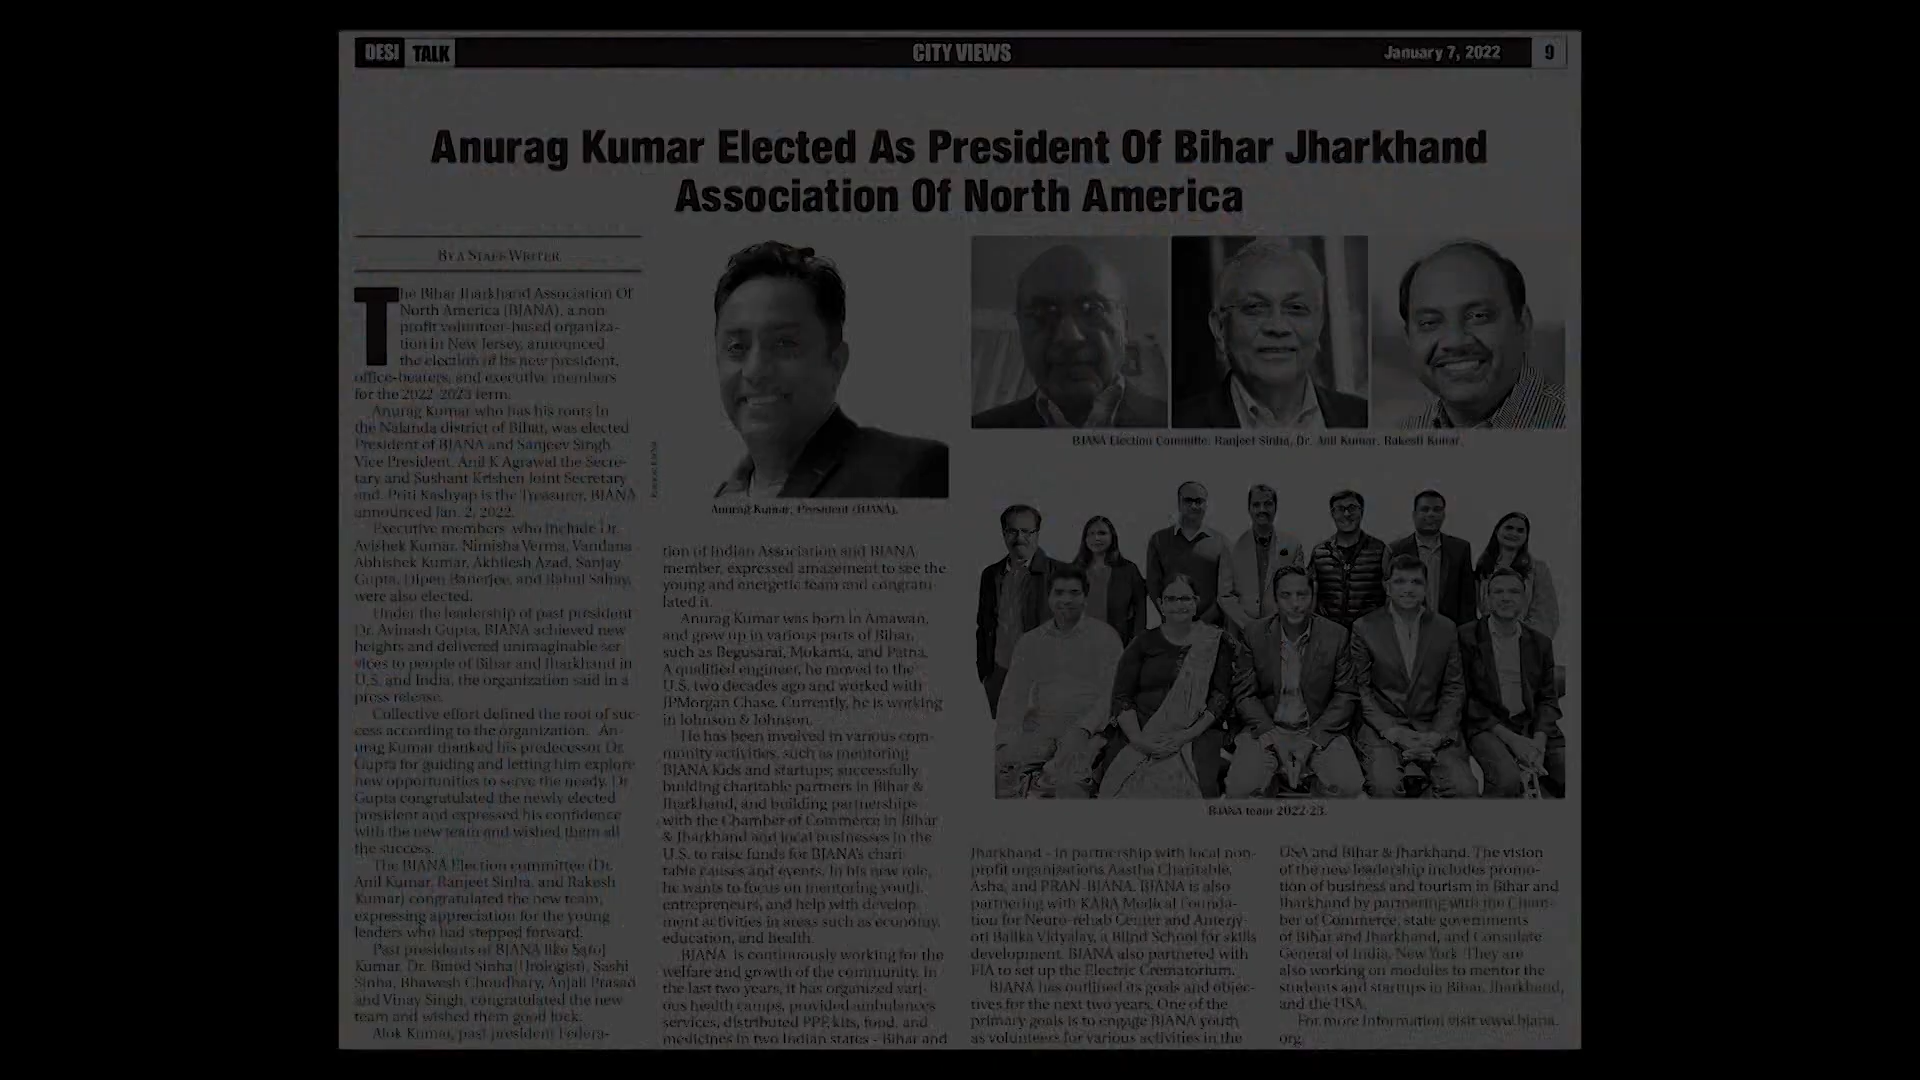 DESI TALK
CITY VIEWS
January 7, 2022
9
Anurag Kumar Elected As President Of Bihar Jharkhand
Association Of North America
BY A STAFF WRITER
The Bihar Jharkhand Association Of
North America (BJANA), a non
profit volunteer-based organiza-
tion in New Jersey, announced
the election of its new president,
office-bearers, and executive members
for the 2022-2023 term.
Anurag Kumar who has his roots in
the Nalanda district of Bihar, was elected
President of BJANA and Sanjeev Singh
Vice President. Anil K Agrawal the Secre-
tary and Sushant Krishen Joint Secretary
and. Priti Kashyap is the Treasurer, BJANA
announced Jan. 2, 2022.
Executive members who include Dr.
Avishek Kumar, Nimisha Verma, Vandana
Abhishek Kumar, Akhilesh Azad, Sanjay
Gupta, Dipen Banerjee, and Rahul Sahay,
were also elected.
Under the leadership of past president
Dr. Avinash Gupta, BJANA achieved new
heights and delivered unimaginable ser-
vices to people of Bihar and Jharkhand in
U.S. and India, the organization said in a
press release.
Collective effort defined the root of suc-
cess according to the organization. An-
urag Kumar thanked his predecessor Dr.
Gupta for guiding and letting him explore
new opportunities to serve the needy. Dr
Gupta congratulated the newly elected
president and expressed his confidence
with the new team and wished them all
the success.
The BJANA Election committee (Dr.
Anil Kumar, Ranjeet Sinha, and Rakesh
Kumar) congratulated the new team,
expressing appreciation for the young
leaders who had stepped forward.
Past presidents of BJANA like
Kumar, Dr. Binod Sinha (Urologist), Sashi
Sinha, Bhawesh Choudhary, Anjali Prasad
and Vinay Singh, congratulated the new
team and wished them good luck.
Alok Kumar, past president Federa-
Anurag Kumar, President (BJANA).
tion of Indian Association and BJANA
member, expressed amazement to see the
young and energetic team and congratu-
lated it.
Anurag Kumar was born in Amawan,
and grew up in various parts of Bihar,
such as Begusarai, Mokama, and Patna.
A qualified engineer, he moved to the
U.S. two decades ago and worked with
JPMorgan Chase. Currently, he is working
in Johnson & Johnson.
He has been involved in various com-
munity activities, such as mentoring
BJANA Kids and startups; successfully
building charitable partners in Bihar &
Jharkhand, and building partnerships
with the Chamber of Commerce in Bihar
& Jharkhand and local businesses in the
U.S. to raise funds for BJANA's chari
table causes and events. In his new role,
he wants to focus on mentoring youth,
entrepreneurs, and help with develop-
ment activities in areas such as economy,
education, and health.
BJANA is continuously working for the
welfare and growth of the community. In
the last two years, it has organized vari-
ous health camps, provided ambulances
services, distributed PPE kits, food, and
medicines in two Indian states - Bihar and
BJANA Election Committe: Ranjeet Sinha, Dr. Anil Kumar, Rakesh Kumar.
BJANA team 2022-23.
Jharkhand - in partnership with local non-
profit organizations Aastha Charitable,
Asha, and PRAN-BJANA. BJANA is also
partnering with KARA Medical Founda-
tion for Neuro-rehab Center and Anterjy-
oti Balika Vidyalay, a Blind School for skills
development. BJANA also partnered with
FIA to set up the Electric Crematorium.
BJANA has outlined its goals and objec-
tives for the next two years. One of the
primary goals is to engage BJANA youth
as volunteers for various activities in the
USA and Bihar & Jharkhand. The vision
of the new leadership includes promo-
tion of business and tourism in Bihar and
Jharkhand by partnering with the Cham-
ber of Commerce, state governments
of Bihar and Jharkhand, and Consulate
General of India, New York. They are
also working on modules to mentor the
students and startups in Bihar, Jharkhand,
and the USA.
For more information visit www.bjana.
org.